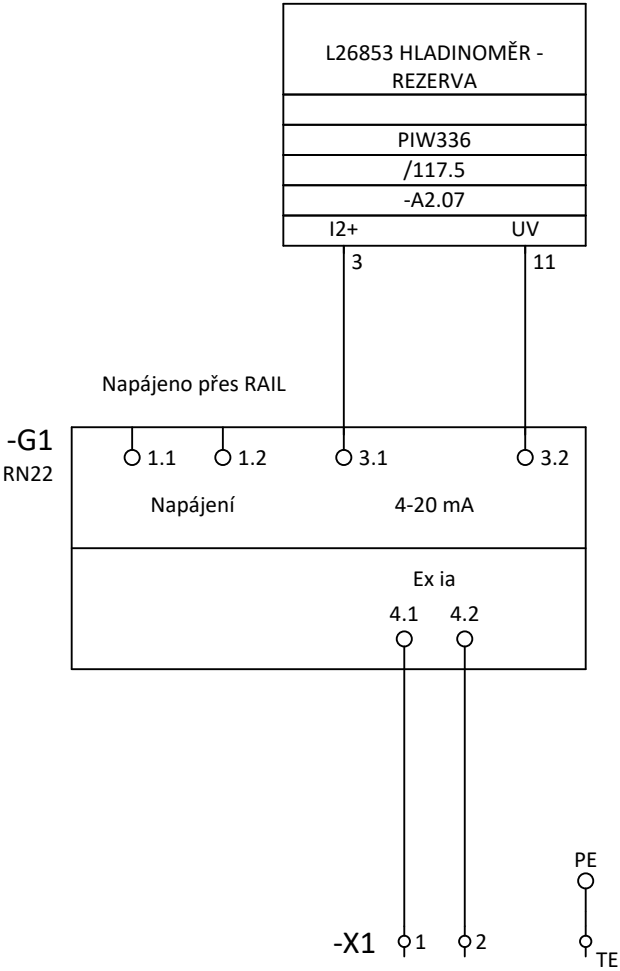 L26853 HLADINOMĚR -
REZERVA
PIW336
/117.5
-A2.07
I2+ UV
3 11
Napájeno přes RAIL
-G1
RN22
1.1 1.2 3.1 3.2
Napájení 4-20 mA
Ex ia
4.1 4.2
PE
-X1 1 2
TE